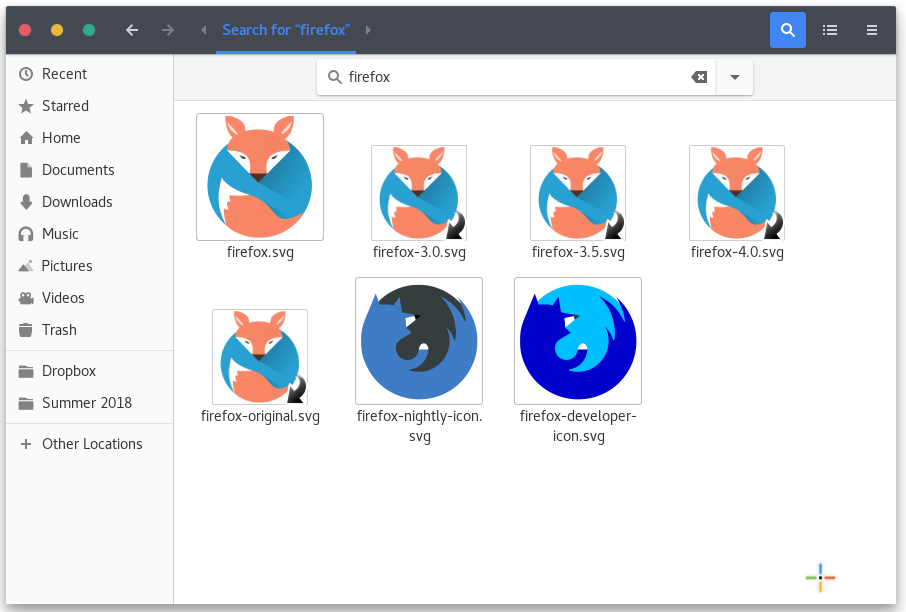 Search for “firefox”
firefox
Recent
Starred
Home
Documents
Downloads
Music
Pictures
Videos
Trash
Dropbox
Summer 2018
Other Locations
firefox.svg
firefox-3.0.svg
firefox-3.5.svg
firefox-4.0.svg
firefox-original.svg
firefox-nightly-icon.
svg
firefox-developer-
icon.svg